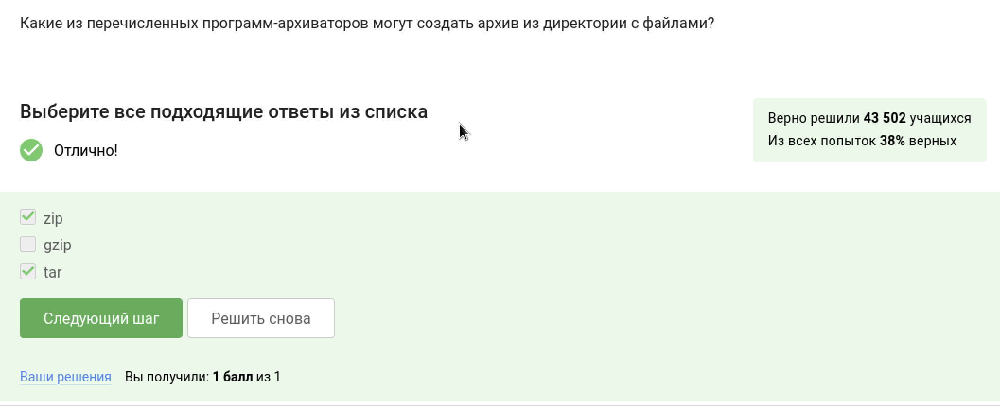 Какие из перечисленных программ-архиваторов могут создать архив из директории с файлами?
Выберите все подходящие ответы из списка
Верно решили 43 502 учащихся
Из всех попыток 38% верных
Отлично!
zip
gzip
tar
Следующий шаг
Решить снова
Ваши решения Вы получили: 1 балл из 1